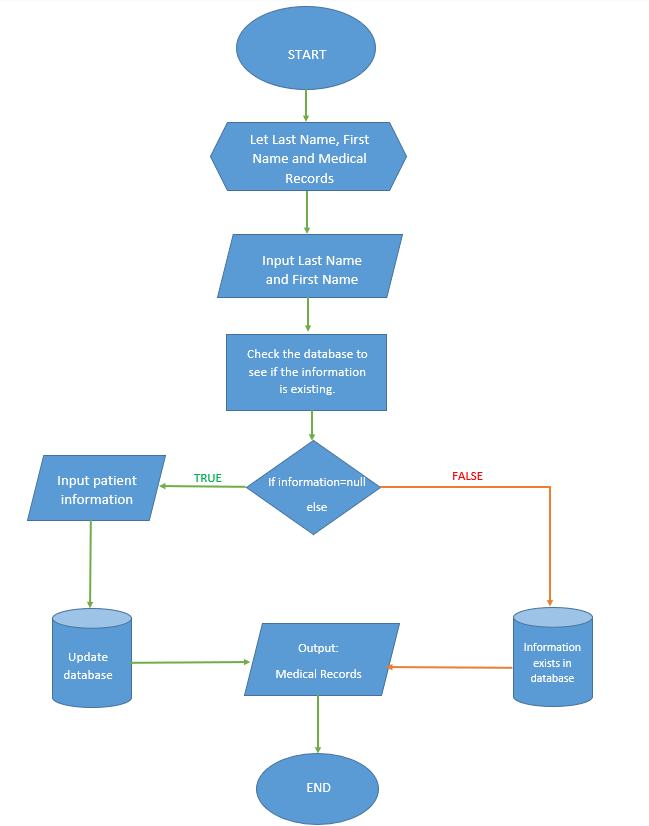 START
Let Last Name, First
Name and Medical
Records
Input Last Name
and First Name
Check the database to
see if the information
is existing.
If information=null
else
TRUE
FALSE
Input patient
information
Update
database
Output:
Medical Records
Information
exists in
database
END